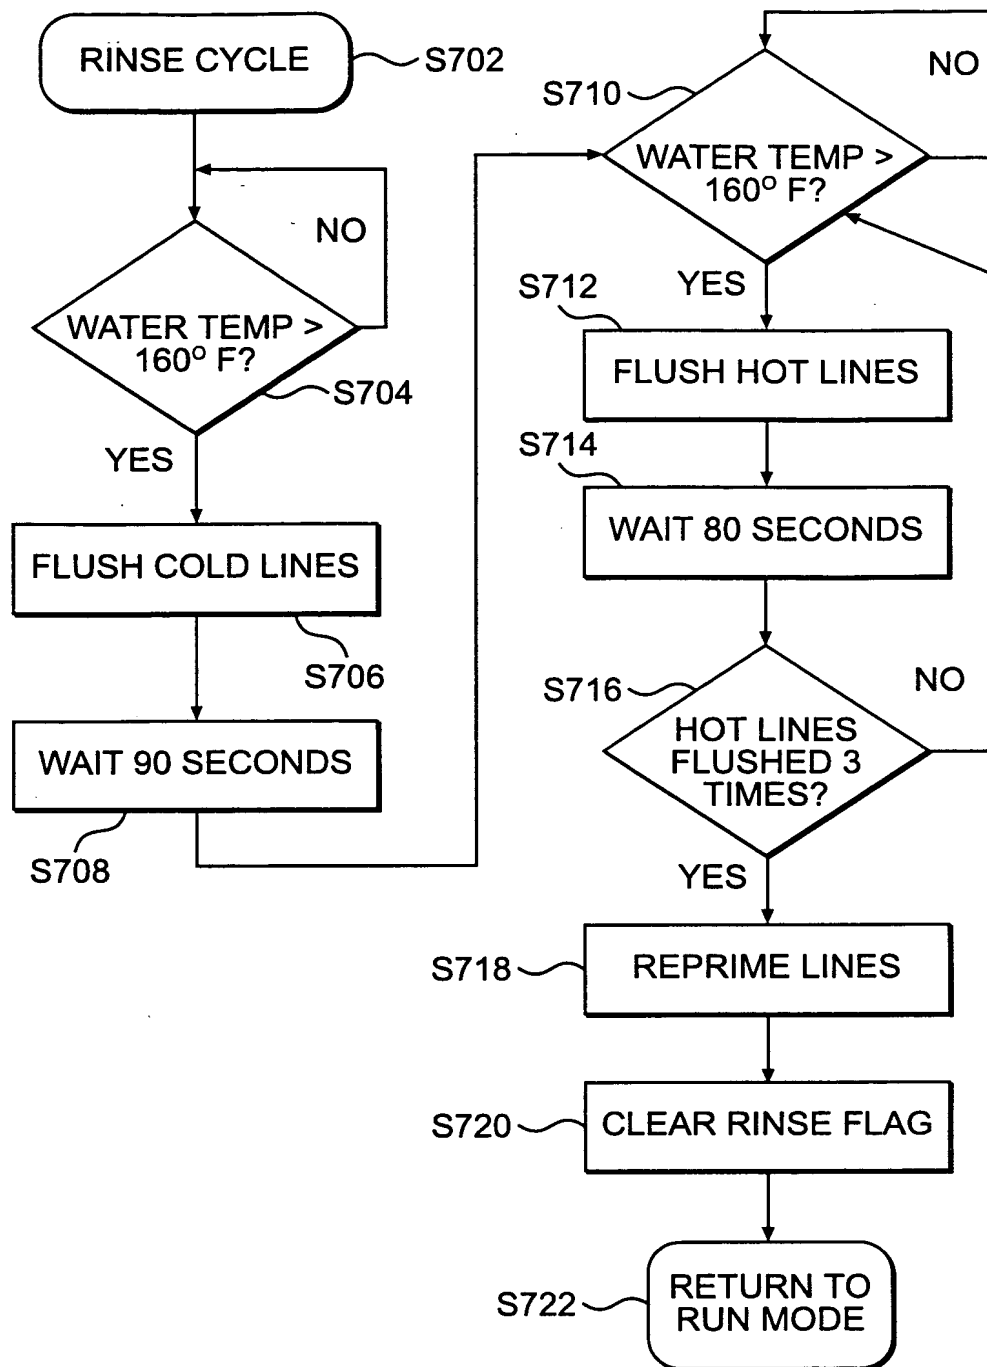 RINSE CYCLE
S702
NO
WATER TEMP >
160° F?
S704
YES
FLUSH COLD LINES
S706
WAIT 90 SECONDS
S708
NO
S710
WATER TEMP >
160° F?
YES
S712
FLUSH HOT LINES
S714
WAIT 80 SECONDS
S716
NO
HOT LINES
FLUSHED 3
TIMES?
YES
S718
REPRIME LINES
S720
CLEAR RINSE FLAG
S722
RETURN TO
RUN MODE